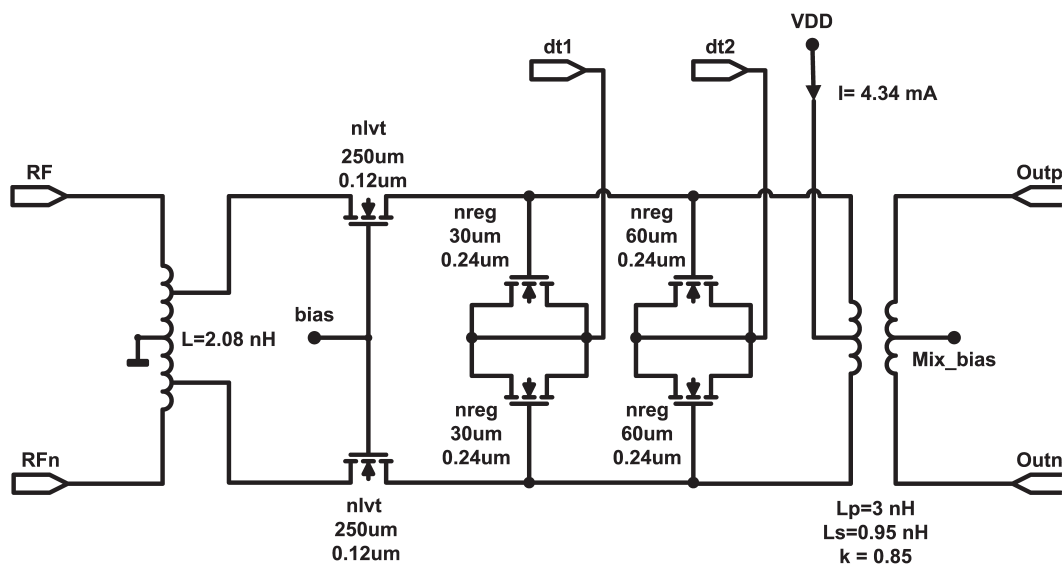 VDD
dt1
dt2
I= 4.34 mA
nlvt
250um
0.12um
RF
Outp
nreg
30um
0.24um
nreg
60um
0.24um
bias
L=2.08 nH
Mix_bias
nreg
30um
0.24um
nreg
60um
0.24um
RFn
Outn
nlvt
250um
0.12um
Lp=3 nH
Ls=0.95 nH
k = 0.85